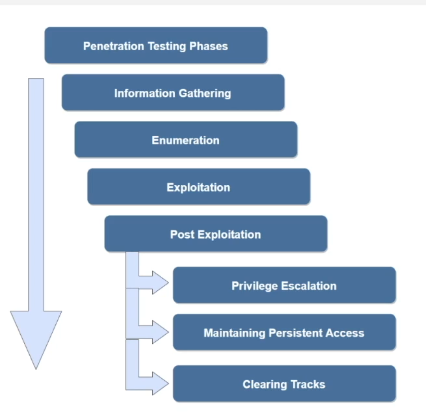 Penetration Testing Phases
Information Gathering
Enumeration
Exploitation
Post Exploitation
Privilege Escalation
Maintaining Persistent Access
Clearing Tracks